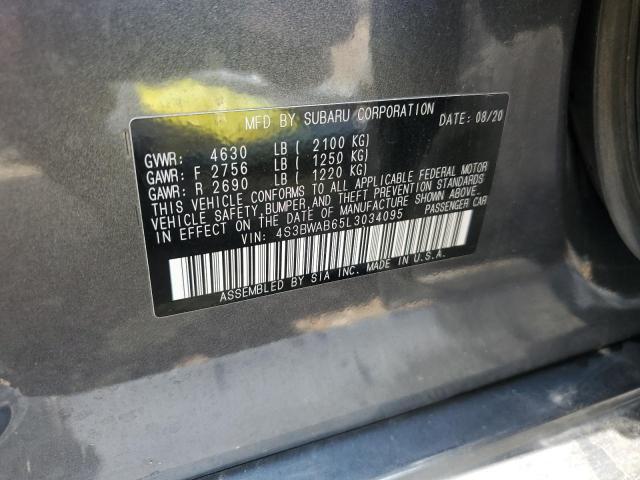 MFD BY SUBARU CORPORATION DATE: 08/20
GVWR: 4630 LB ( 2100 KG)
GAWR: F 2756 LB ( 1250 KG)
GAWR: R 2690 LB ( 1220 KG)
THIS VEHICLE CONFORMS TO ALL APPLICABLE FEDERAL MOTOR
VEHICLE SAFETY, BUMPER, AND THEFT PREVENTION STANDARDS
IN EFFECT ON THE DATE OF MANUFACTURE SHOWN ABOVE.
VIN: 4S3BWAB65L3034095 PASSENGER CAR
ASSEMBLED BY SIA INC. MADE IN U.S.A.